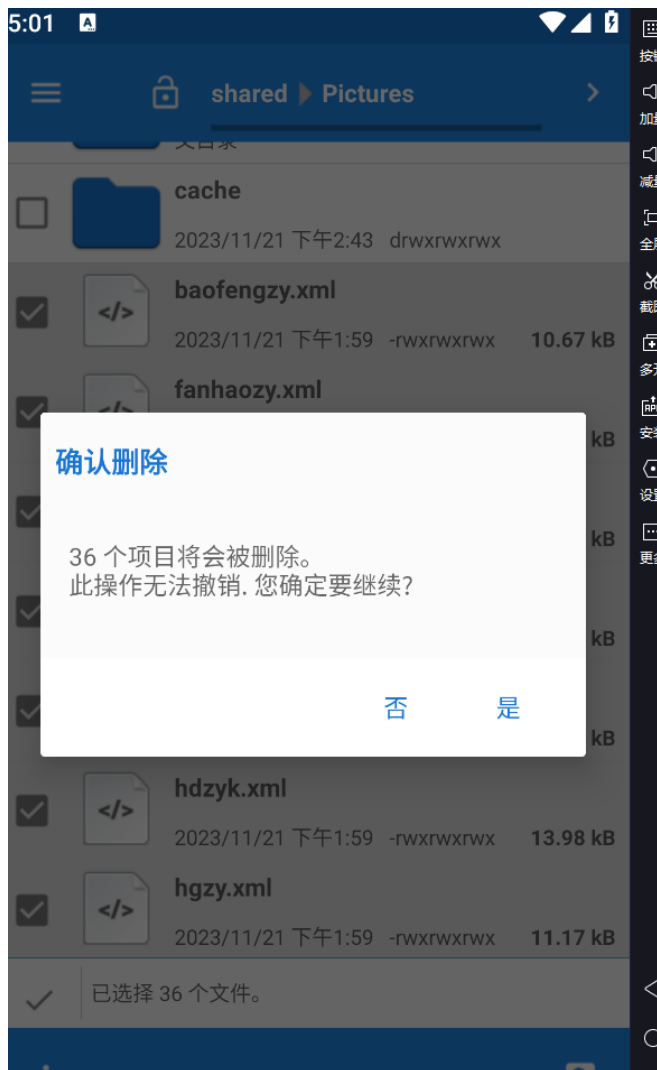 5:01
shared Pictures
cache
2023/11/21 下午2:43 drwxrwxrwx
baofengzy.xml
2023/11/21 下午1:59 -rwxrwxrwx 10.67 kB
fanhaozy.xml
kB
确认删除
kB
36 个项目将会被删除。
此操作无法撤销. 您确定要继续?
kB
否 是
kB
hdzyk.xml
2023/11/21 下午1:59 -rwxrwxrwx 13.98 kB
hgzy.xml
2023/11/21 下午1:59 -rwxrwxrwx 11.17 kB
已选择 36 个文件。